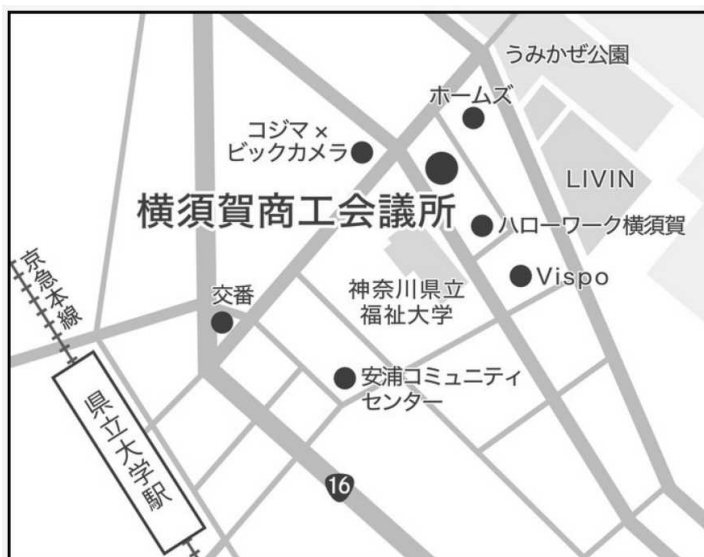 うみかぜ公園
ホームズ
コジマ×
ビックカメラ
LIVIN
横須賀商工会議所
ハローワーク横須賀
京急本線
交番
神奈川県立
福祉大学
Vispo
安浦コミュニティ
センター
県立大学駅
16